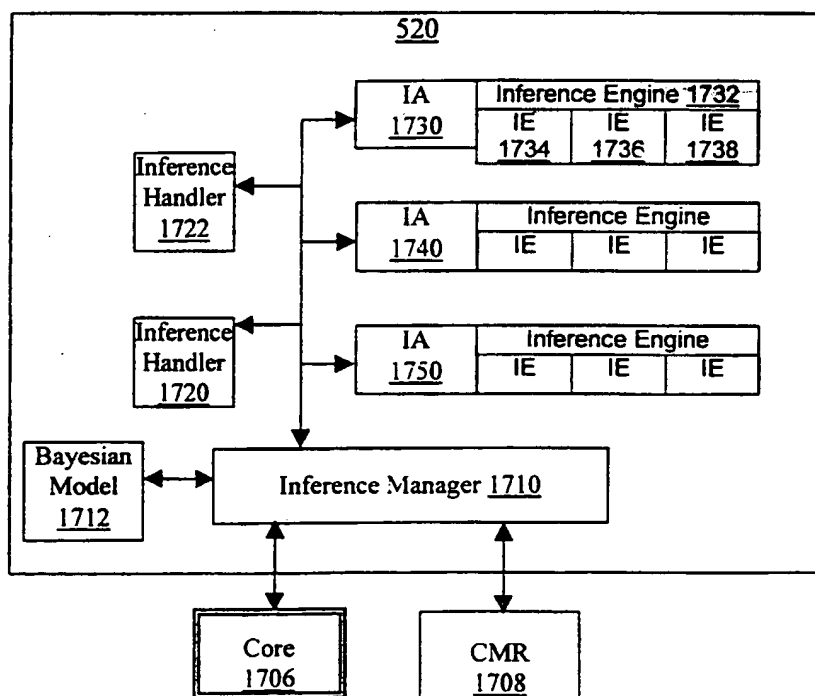 520
IA
1730
Inference Engine 1732
IE
1734
IE
1736
IE
1738
Inference
Handler
1722
IA
1740
Inference Engine
IE
IE
IE
Inference
Handler
1720
IA
1750
Inference Engine
IE
IE
IE
Bayesian
Model
1712
Inference Manager 1710
Core
1706
CMR
1708